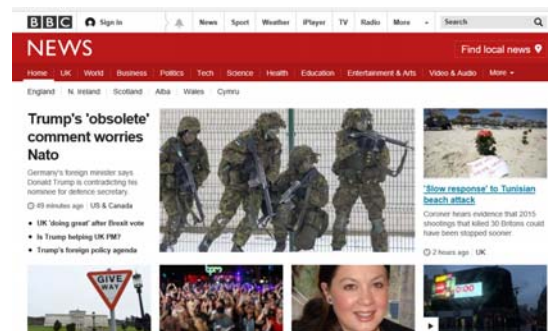 BBC Sign in News Sport Weather iPlayer TV Radio More Search
NEWS
Find local news
Home UK World Business Politics Tech Science Health Education Entertainment & Arts Video & Audio More
England N. Ireland Scotland Alba Wales Cymru
Trump's 'obsolete'
comment worries
Nato
Germany's foreign minister says
Donald Trump is contradicting his
nominee for defence secretary.
49 minutes ago US & Canada
UK 'doing great' after Brexit vote
Is Trump helping UK PM?
Trump's foreign policy agenda
'Slow response' to Tunisian
beach attack
Coroner hears evidence that 2015
shootings that killed 30 Britons could
have been stopped sooner.
2 hours ago UK
GIVE
WAY
bpm